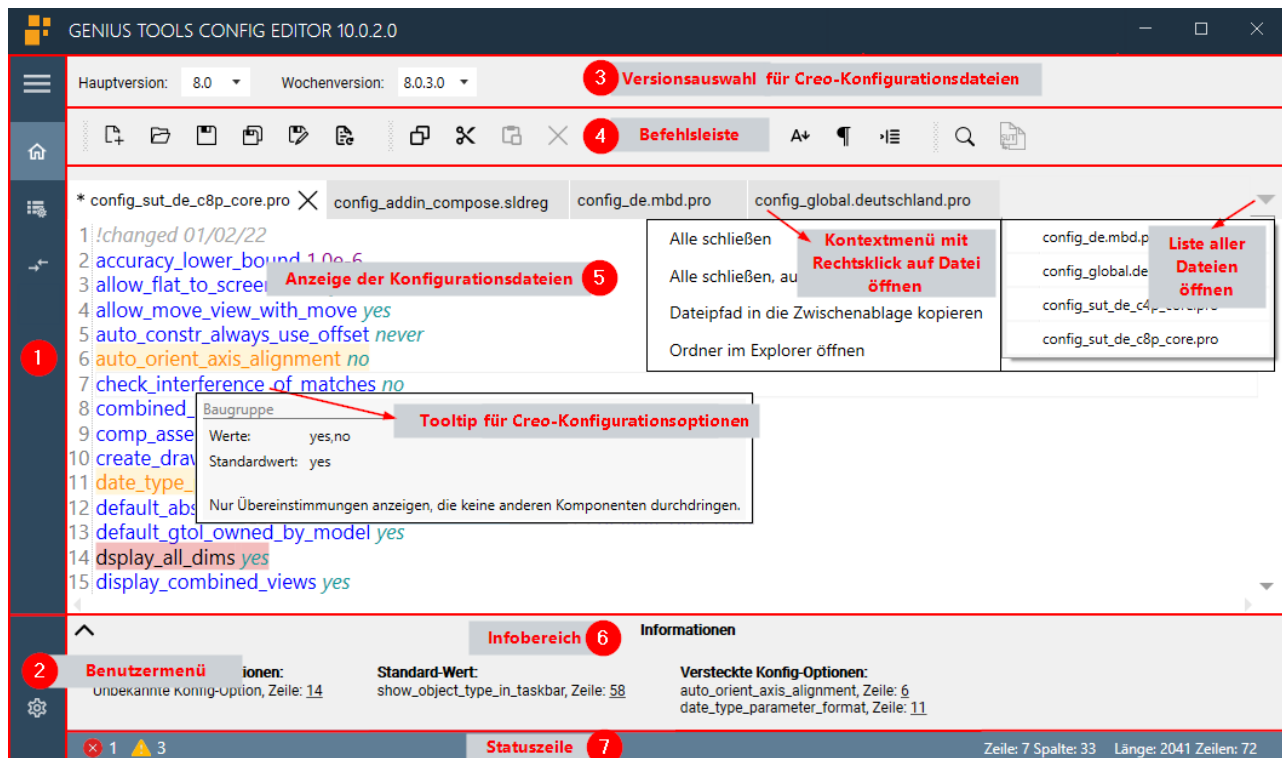 GENIUS TOOLS CONFIG EDITOR 10.0.2.0
Hauptversion: 8.0 Wochenversion: 8.0.3.0 3 Versionsauswahl für Creo-Konfigurationsdateien
4 Befehlsleiste
* config_sut_de_c8p_core.pro config_addin_compose.sldreg config_de.mbd.pro config_global.deutschland.pro
1 !changed 01/02/22
2 accuracy_lower_bound 1.0e-6
3 allow_flat_to_screen
Anzeige der Konfigurationsdateien 5
4 allow_move_view_with_move yes
5 auto_constr_always_use_offset never
1
6 auto_orient_axis_alignment no
7 check_interference_of_matches no
8 combined_
9 comp_asse
10 create_draw
11 date_type_
12 default_abs
13 default_gtol_owned_by_model yes
14 dsplay_all_dims yes
15 display_combined_views yes
Alle schließen
Alle schließen, au
Dateipfad in die Zwischenablage kopieren
Ordner im Explorer öffnen
Kontextmenü mit
Rechtsklick auf Datei
öffnen
config_de.mbd.p
config_global.de
config_sut_de_c4p_core.pro
config_sut_de_c8p_core.pro
Liste aller
Dateien
öffnen
Baugruppe
Werte: yes,no
Standardwert: yes
Nur Übereinstimmungen anzeigen, die keine anderen Komponenten durchdringen.
Tooltip für Creo-Konfigurationsoptionen
Infobereich 6 Informationen
2 Benutzermenü
ionen:
Unbekannte Konfig-Option, Zeile: 14
Standard-Wert:
show_object_type_in_taskbar, Zeile: 58
Versteckte Konfig-Optionen:
auto_orient_axis_alignment, Zeile: 6
date_type_parameter_format, Zeile: 11
1 3 Statuszeile 7 Zeile: 7 Spalte: 33 Länge: 2041 Zeilen: 72